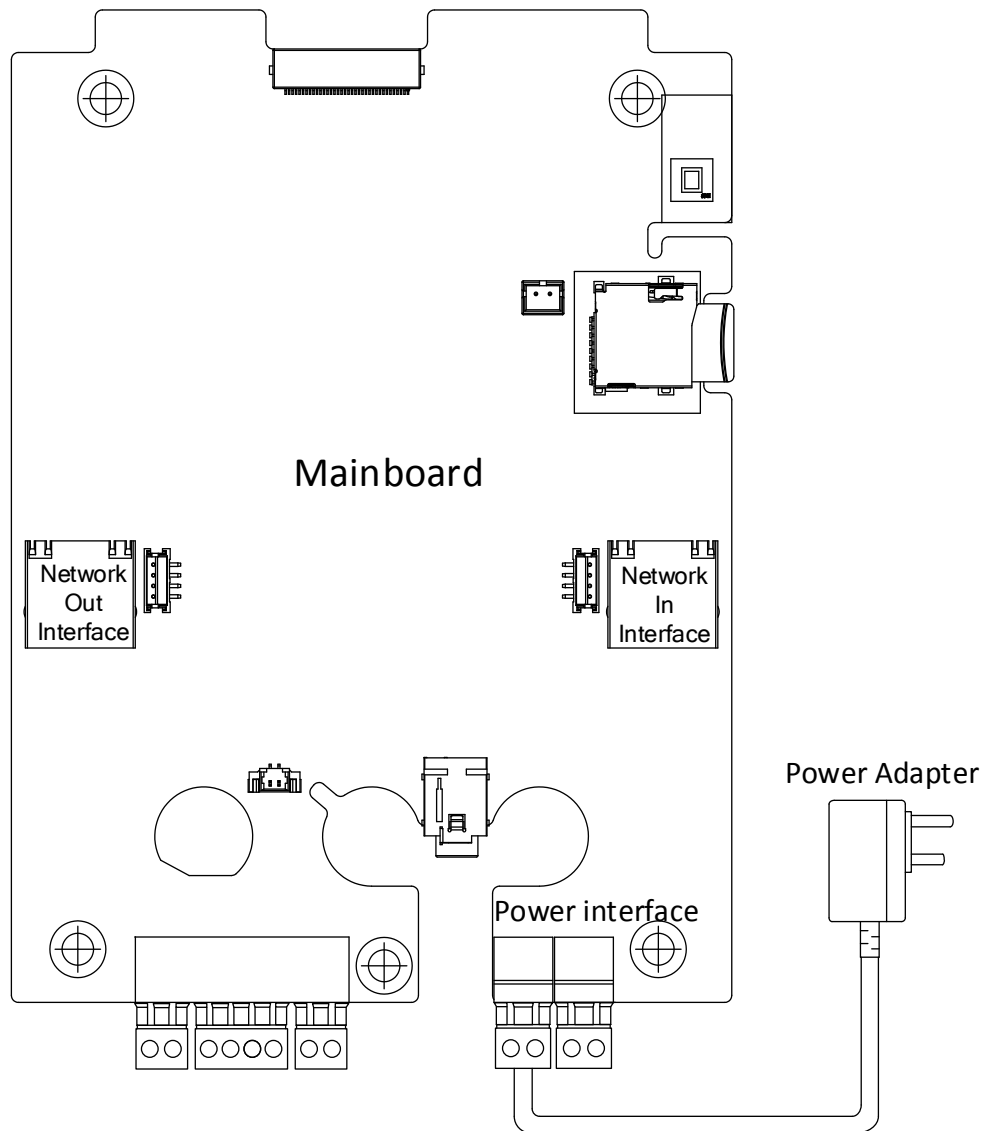 Mainboard
Network
Out
Interface
Network
In
Interface
Power Adapter
Power interface